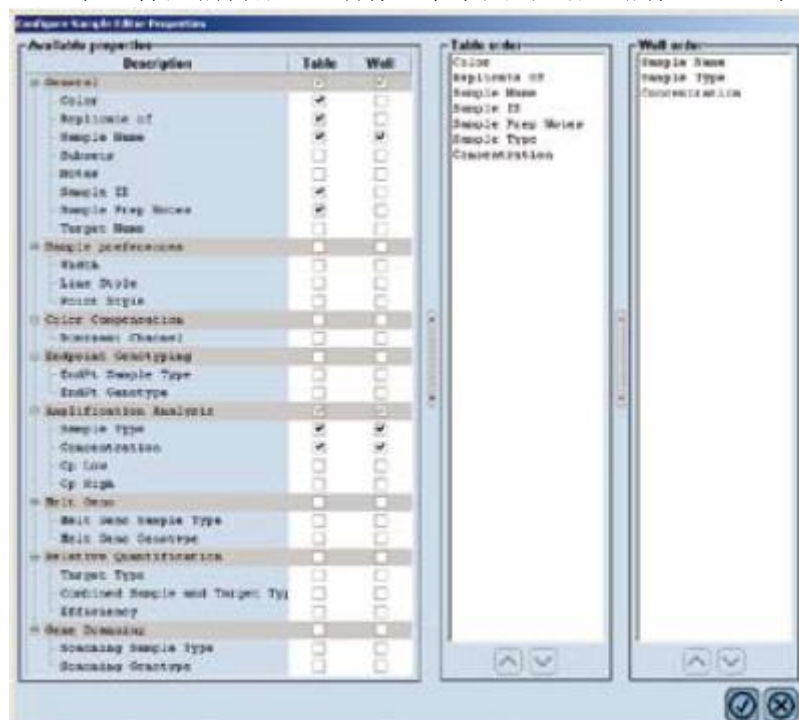 Configure Sample Editor Properties
Available properties
Description Table Well
General
Color
Replicate of
Sample Name
Subsets
Notes
Sample ID
Sample Prep Notes
Target Name
Sample preferences
Width
Line Style
Point Style
Color Compensation
Dominant Channel
Endpoint Genotyping
EndPt Sample Type
EndPt Genotype
Amplification Analysis
Sample Type
Concentration
Cp Low
Cp High
Melt Geno
Melt Geno Sample Type
Melt Geno Genotype
Relative Quantification
Target Type
Combined Sample and Target Typ
Efficiency
Gene Scanning
Scanning Sample Type
Scanning Genotype
Table order
Color
Replicate of
Sample Name
Sample ID
Sample Prep Notes
Sample Type
Concentration
Well order
Sample Name
Sample Type
Concentration